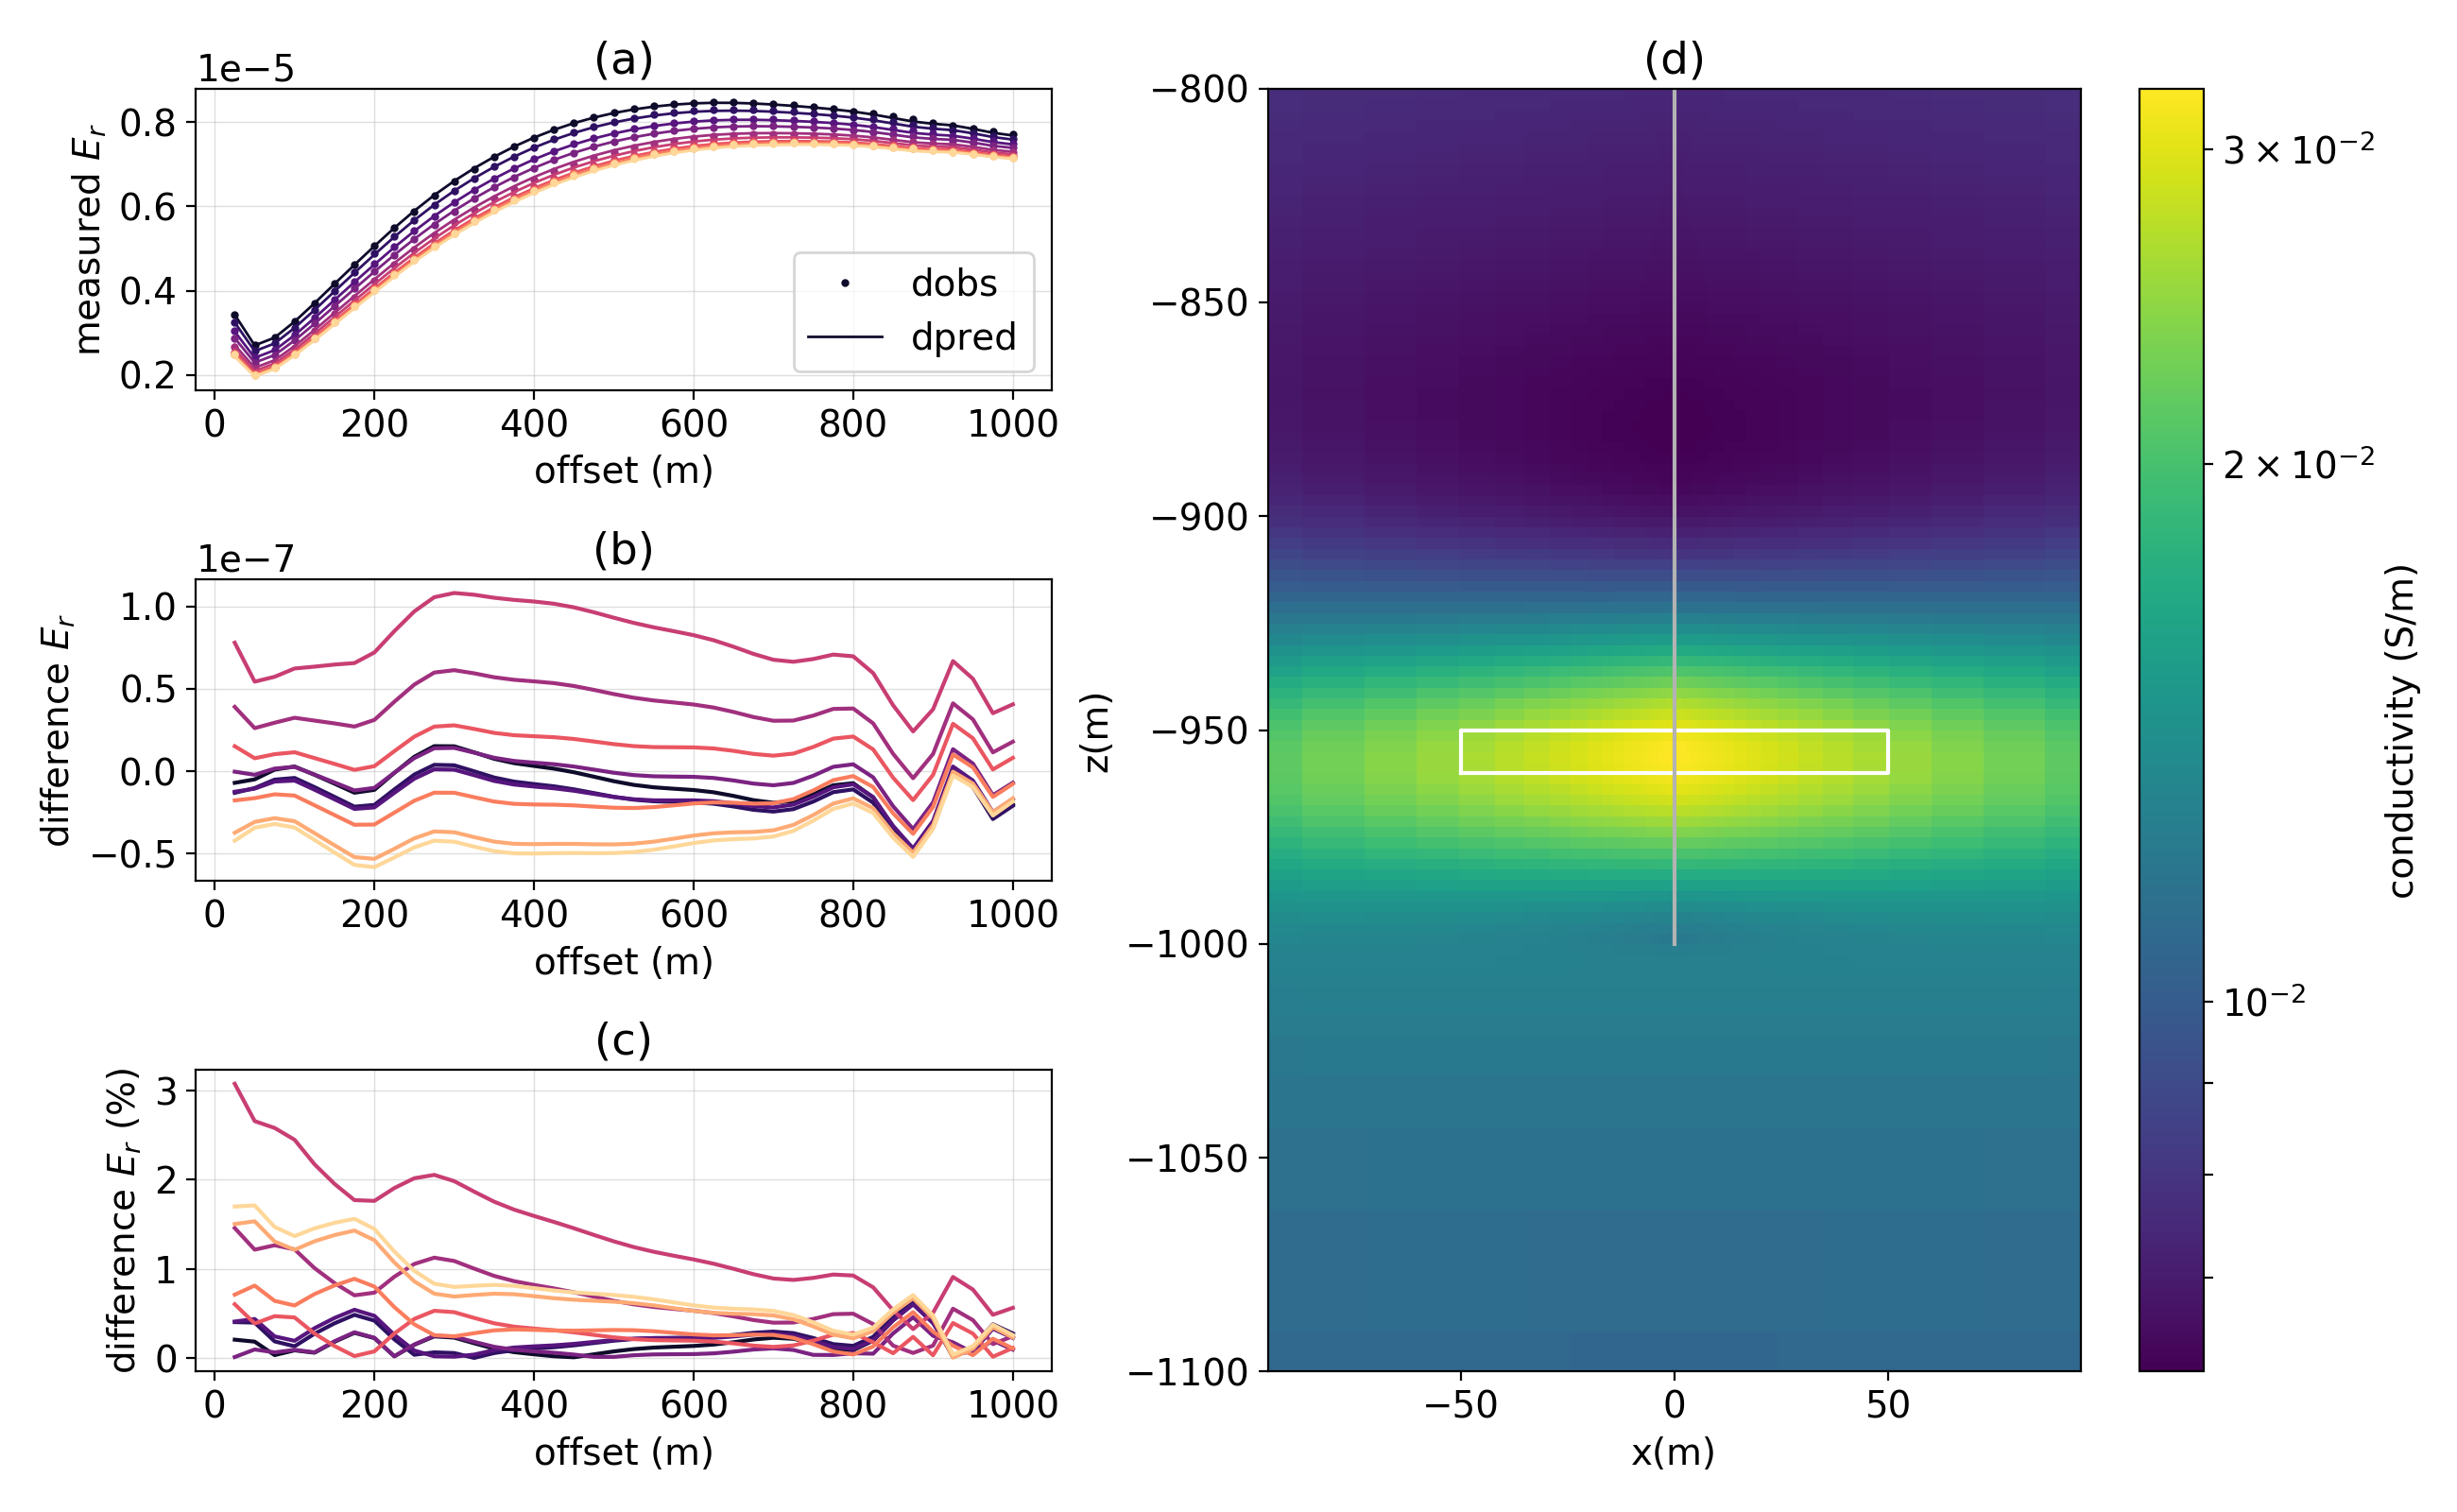 (a)
1e−5
measured E_r
0.8
0.6
0.4
0.2
dobs
dpred
0 200 400 600 800 1000
offset (m)
(b)
1e−7
difference E_r
1.0
0.5
0.0
−0.5
0 200 400 600 800 1000
offset (m)
(c)
difference E_r (%)
3
2
1
0
0 200 400 600 800 1000
offset (m)
(d)
z(m)
−800
−850
−900
−950
−1000
−1050
−1100
−50 0 50
x(m)
3 × 10⁻²
2 × 10⁻²
10⁻²
conductivity (S/m)